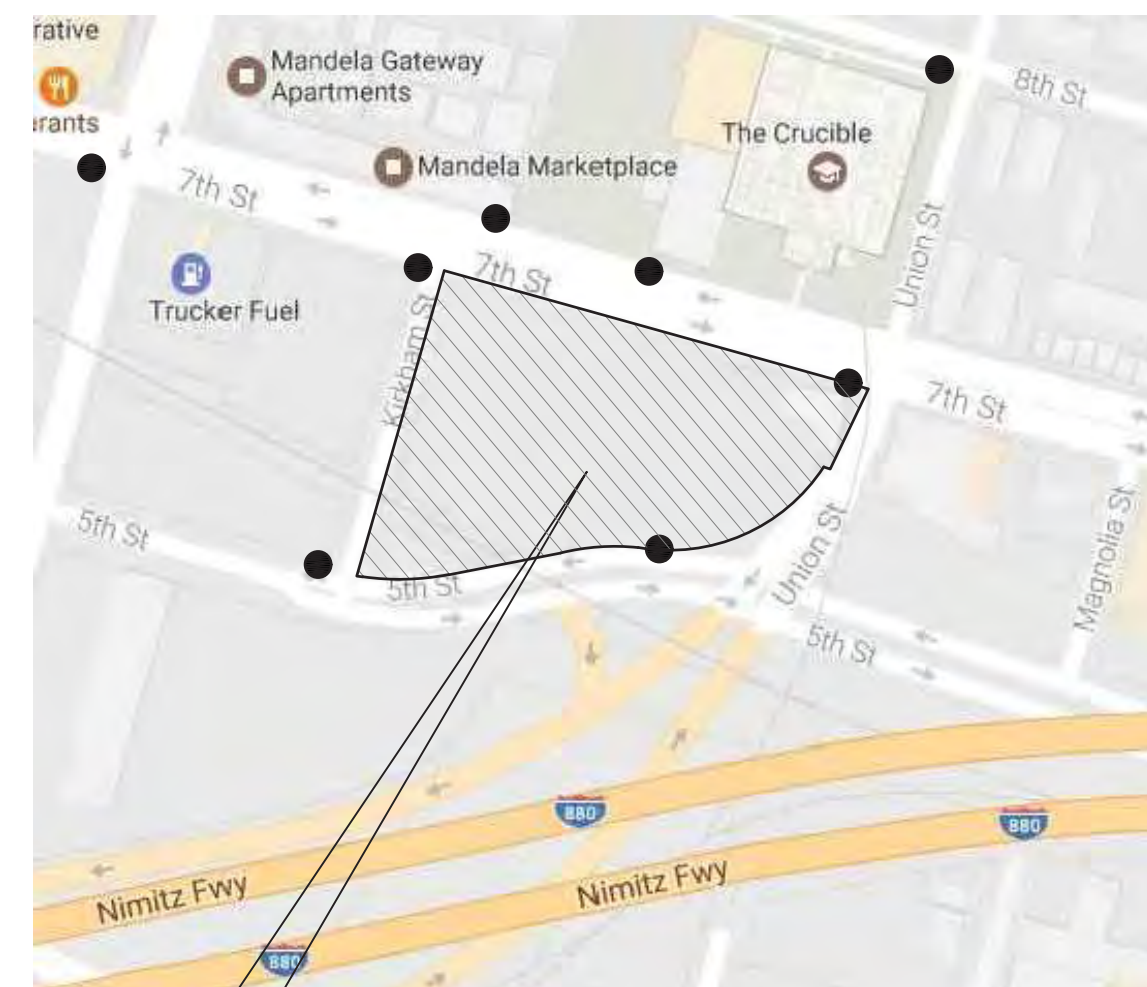 rative
erants
Mandela Gateway
Apartments
8th St
The Crucible
Mandela Marketplace
7th St
Union St
7th St
Trucker Fuel
Kirkham St
7th St
5th St
Magnolia St
Union St
5th St
5th St
880
880
Nimitz Fwy
Nimitz Fwy
880